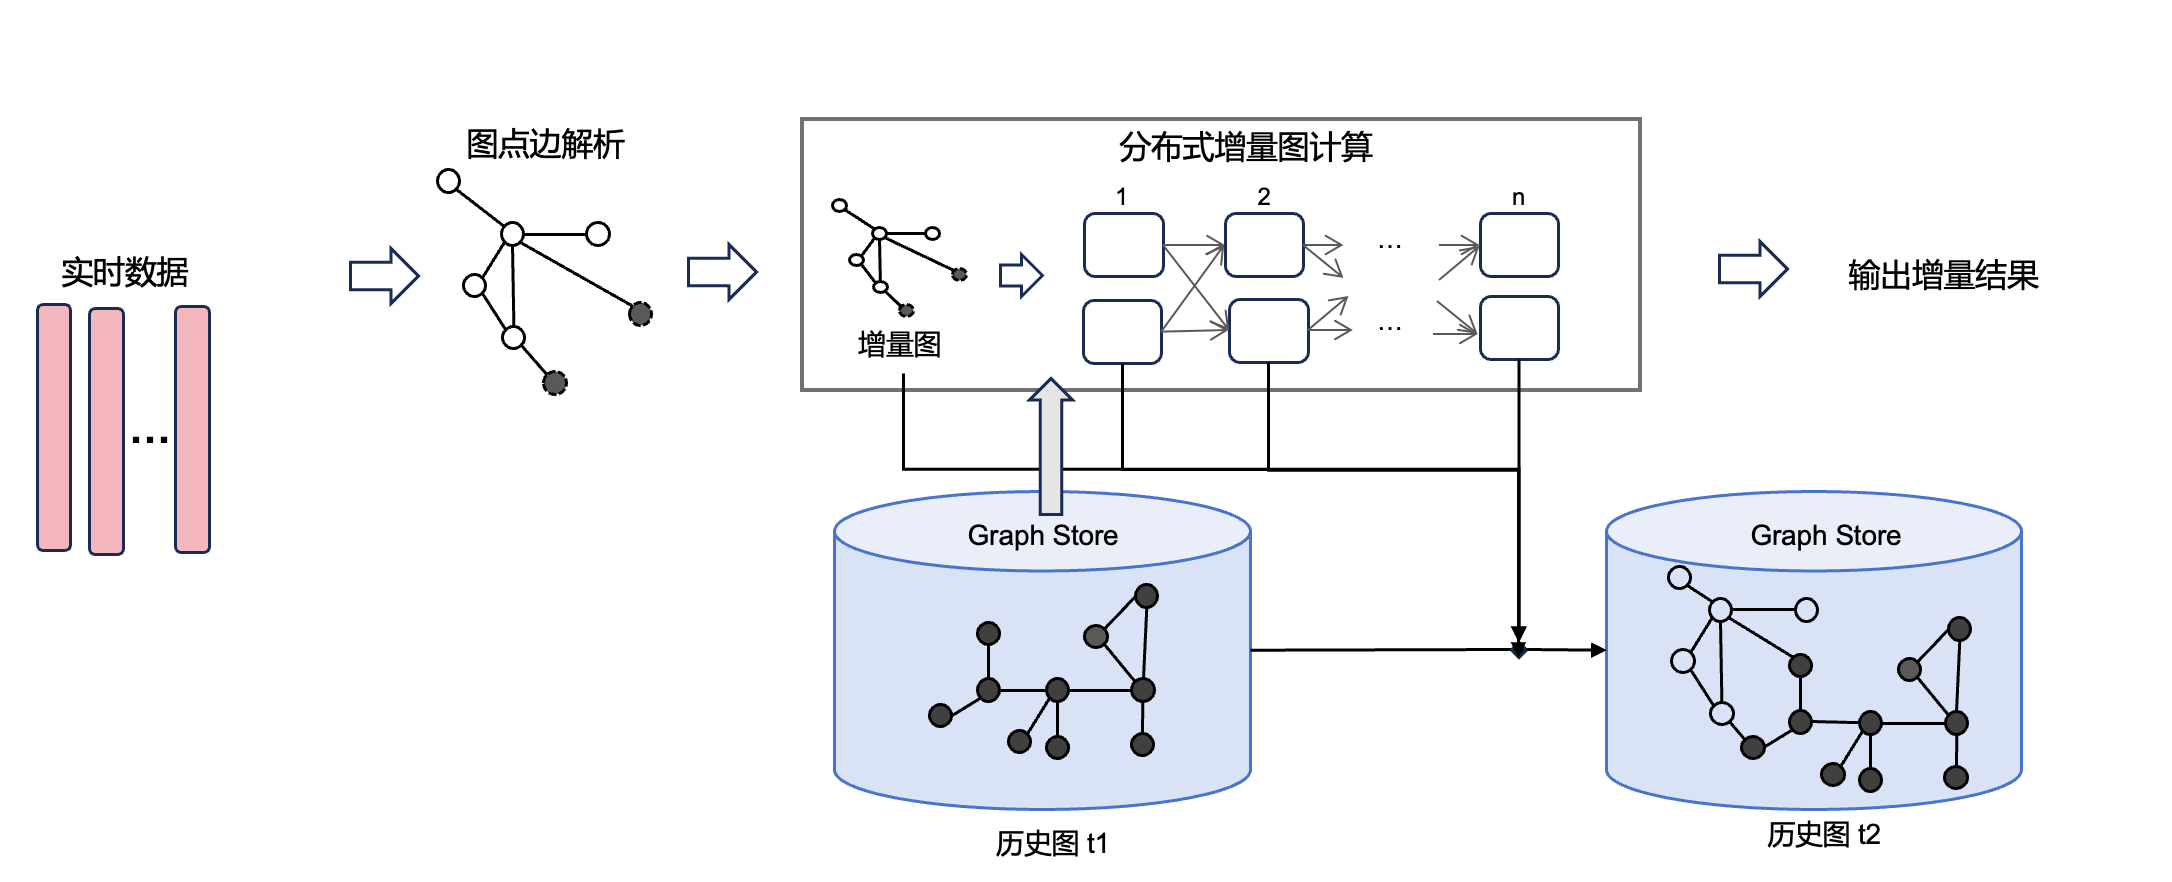 图点边解析
分布式增量图计算
1
2
n
...
...
实时数据
...
增量图
输出增量结果
Graph Store
Graph Store
历史图 t1
历史图 t2